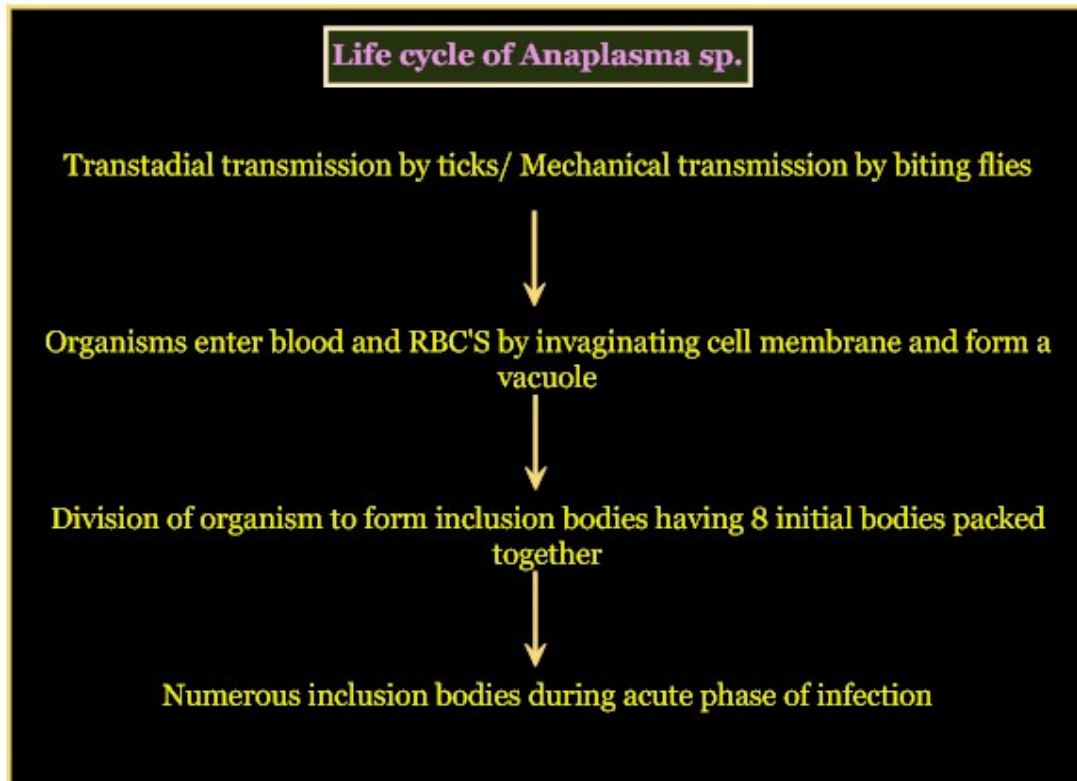 Life cycle of Anaplasma sp.
Transtadial transmission by ticks/ Mechanical transmission by biting flies
Organisms enter blood and RBC'S by invaginating cell membrane and form a
vacuole
Division of organism to form inclusion bodies having 8 initial bodies packed
together
Numerous inclusion bodies during acute phase of infection